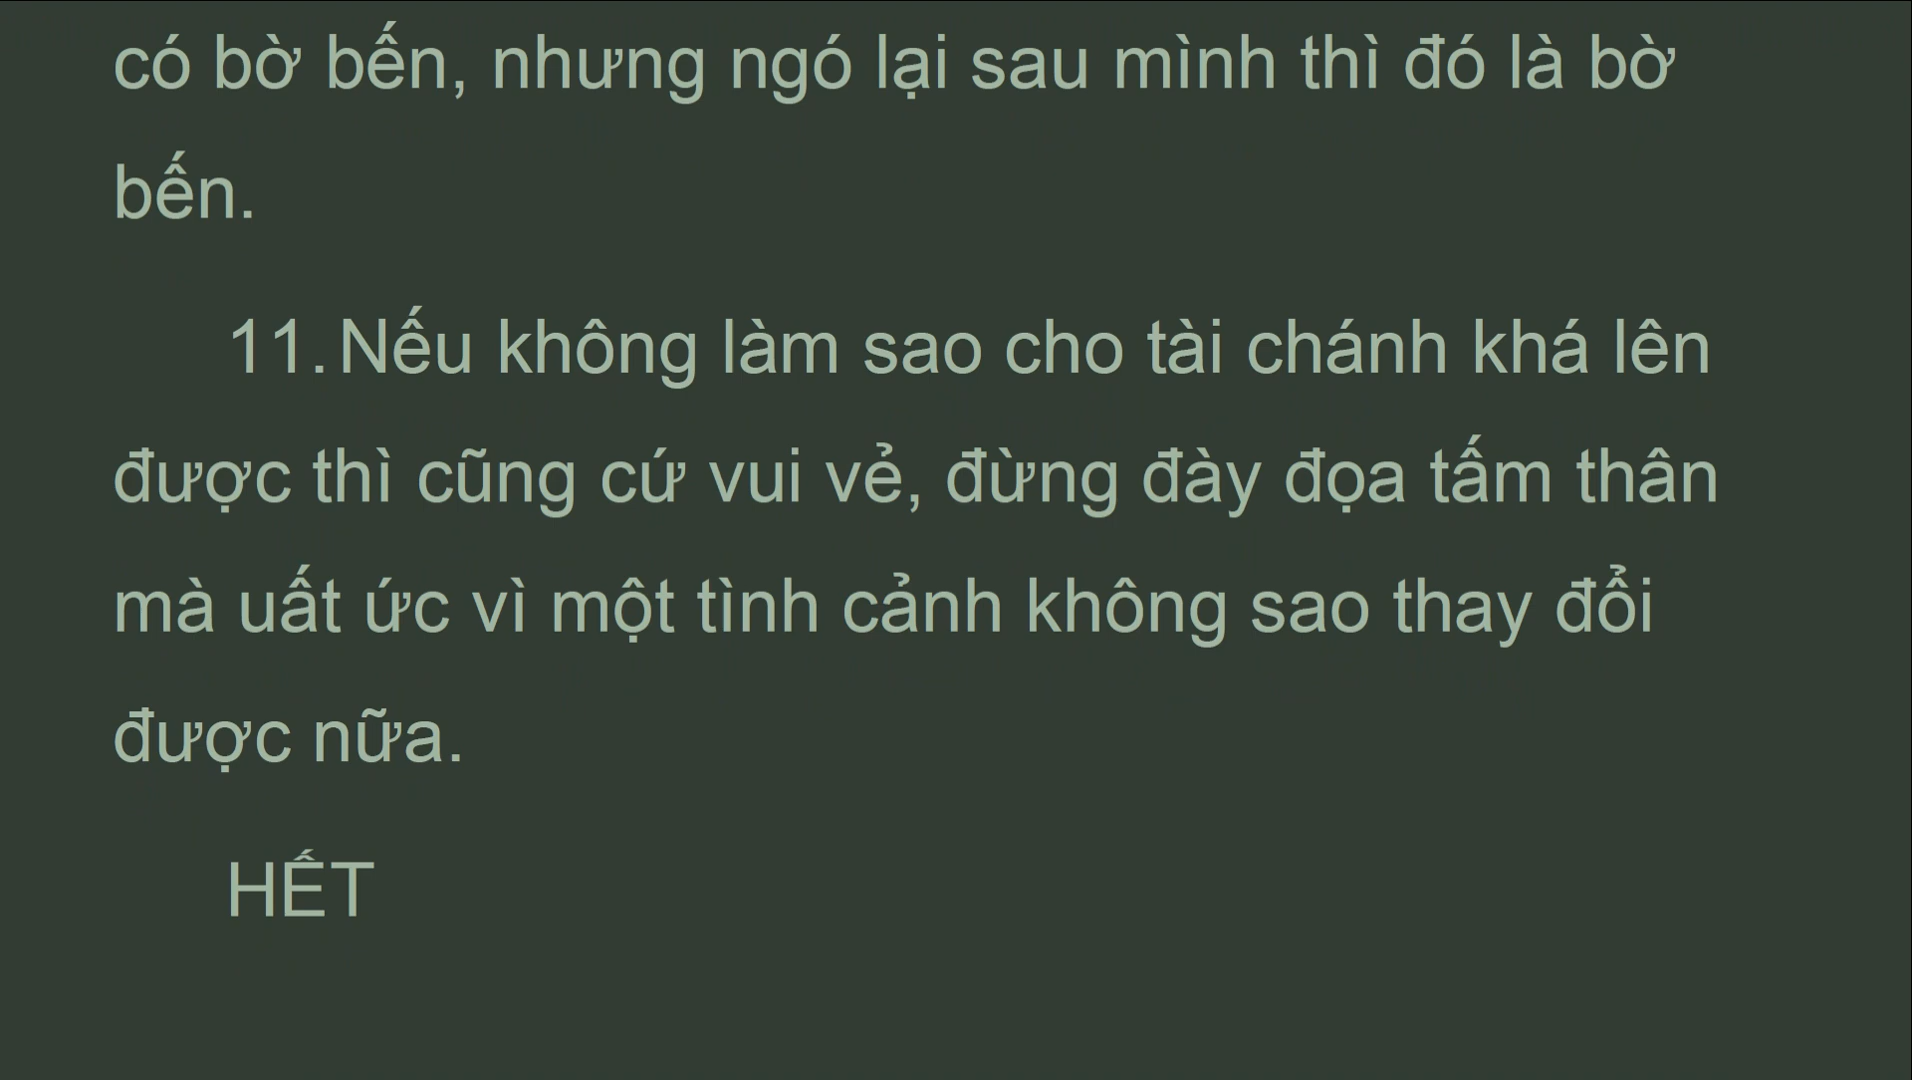 có bờ bến, nhưng ngó lại sau mình thì đó là bờ
bến.
11. Nếu không làm sao cho tài chánh khá lên
được thì cũng cứ vui vẻ, đừng đày đọa tấm thân
mà uất ức vì một tình cảnh không sao thay đổi
được nữa.
HẾT